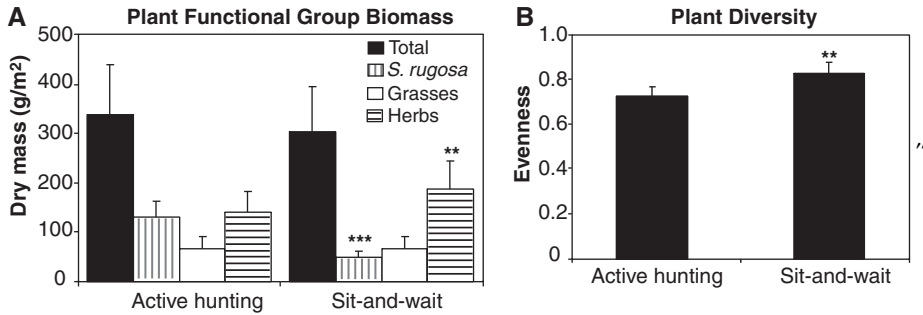 A
Plant Functional Group Biomass
500
400
300
200
100
0
Dry mass (g/m²)
Total
S. rugosa
Grasses
Herbs
***
**
Active hunting
Sit-and-wait
B
Plant Diversity
1.0
0.8
0.6
0.4
0.2
0
Evenness
**
Active hunting
Sit-and-wait